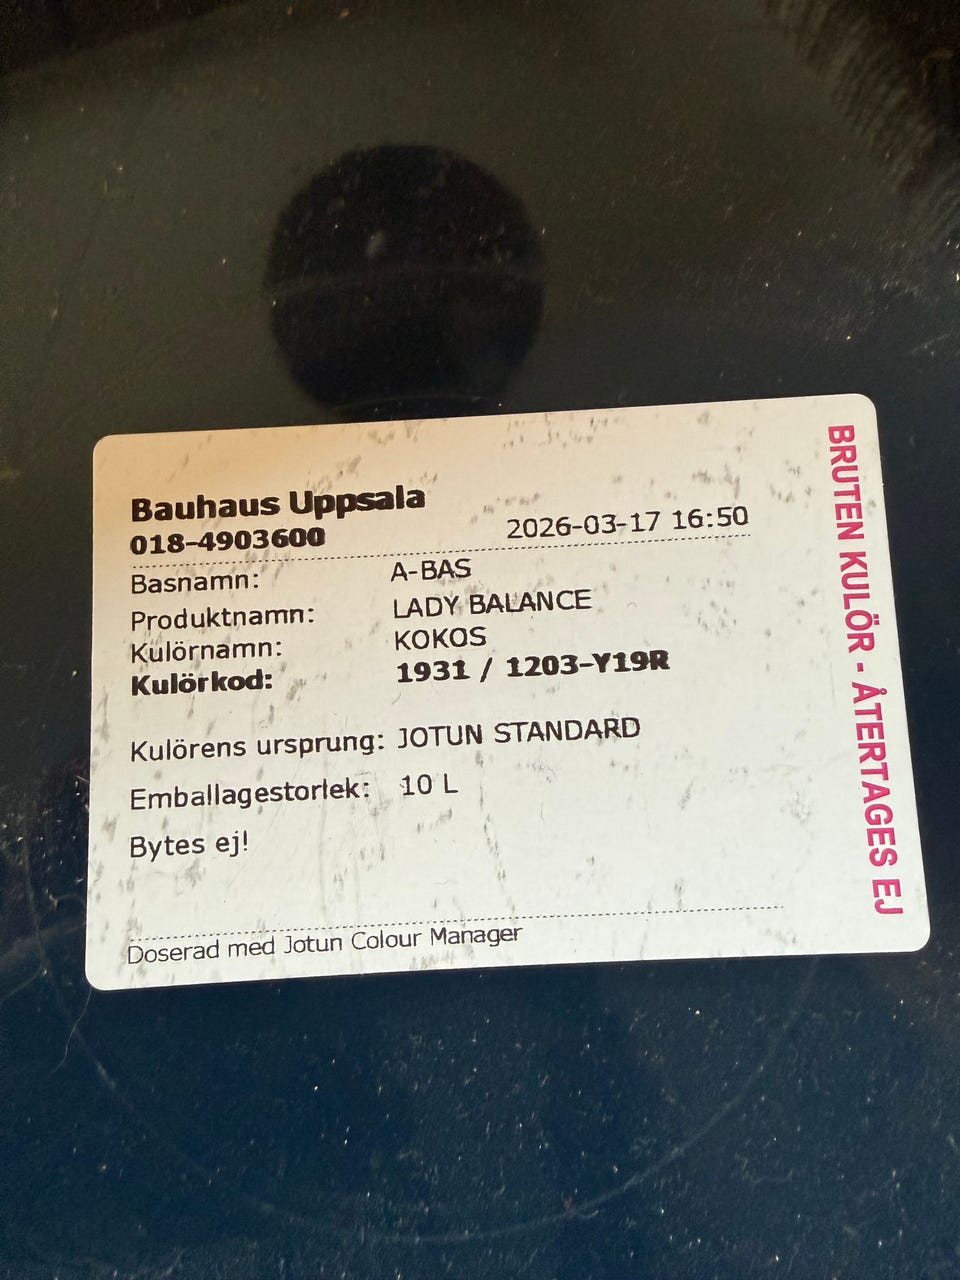 Bauhaus Uppsala
018-4903600 2026-03-17 16:50
Basnamn: A-BAS
Produktnamn: LADY BALANCE
Kulörnamn: KOKOS
Kulörkod: 1931 / 1203-Y19R
Kulörens ursprung: JOTUN STANDARD
Emballagestorlek: 10 L
Bytes ej!
Doserad med Jotun Colour Manager
BRUTEN KULÖR - ÅTERTAGES EJ